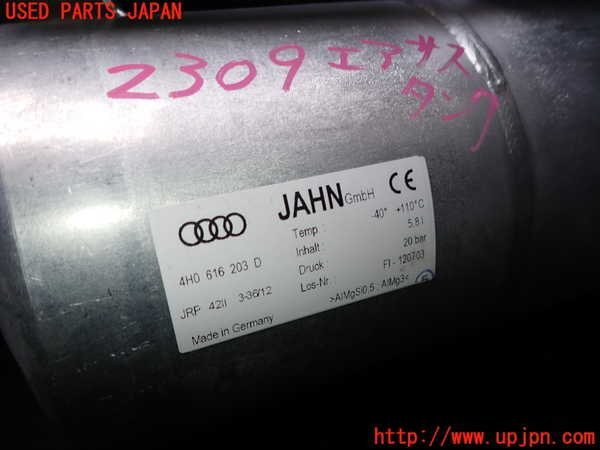 USED PARTS JAPAN
2309 エアサス
タンク
JAHN GmbH CE
4H0 616 203 D
JRP 42II 3-36/12
Made in Germany
Temp: -40° +110°C
Inhalt: 5.8 l
Druck: 20 bar
Los-Nr. FI - 120703
>AlMgSi0,5 ; AlMg3<
http://www.upjpn.com/